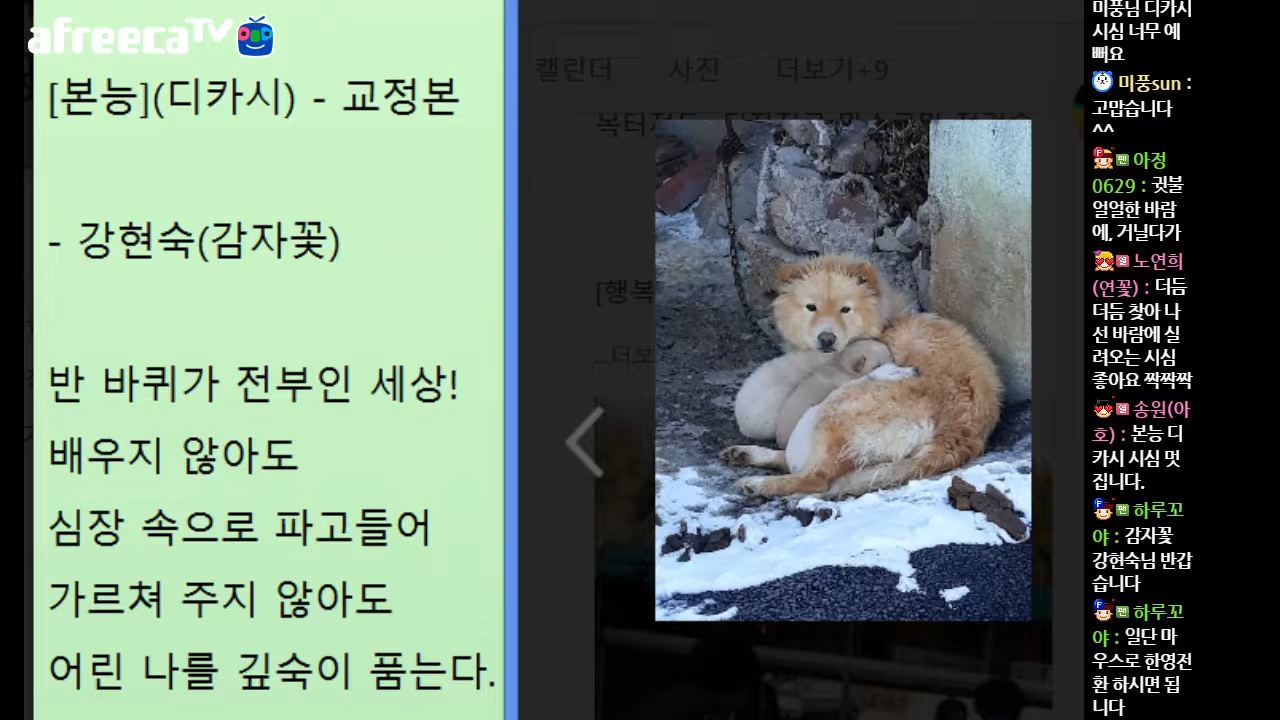 afreecaTV
[본능](디카시) - 교정본
- 강현숙(감자꽃)
반 바퀴가 전부인 세상!
배우지 않아도
심장 속으로 파고들어
가르쳐 주지 않아도
어린 나를 깊숙이 품는다.
캘린더 사진 더보기+9
[행복
...더보
미풍님 디카시
시심 너무 예
뻐요
미풍sun :
고맙습니다
^^
아정
0629 : 귓불
얼얼한 바람
에, 거닐다가
노연희
(연꽃) : 더듬
더듬 찾아 나
선 바람에 실
려오는 시심
좋아요 짝짝짝
송원(아
호) : 본능 디
카시 시심 멋
집니다.
하루꼬
야 : 감자꽃
강현숙님 반갑
습니다
하루꼬
야 : 일단 마
우스로 한영전
환 하시면 됩
니다